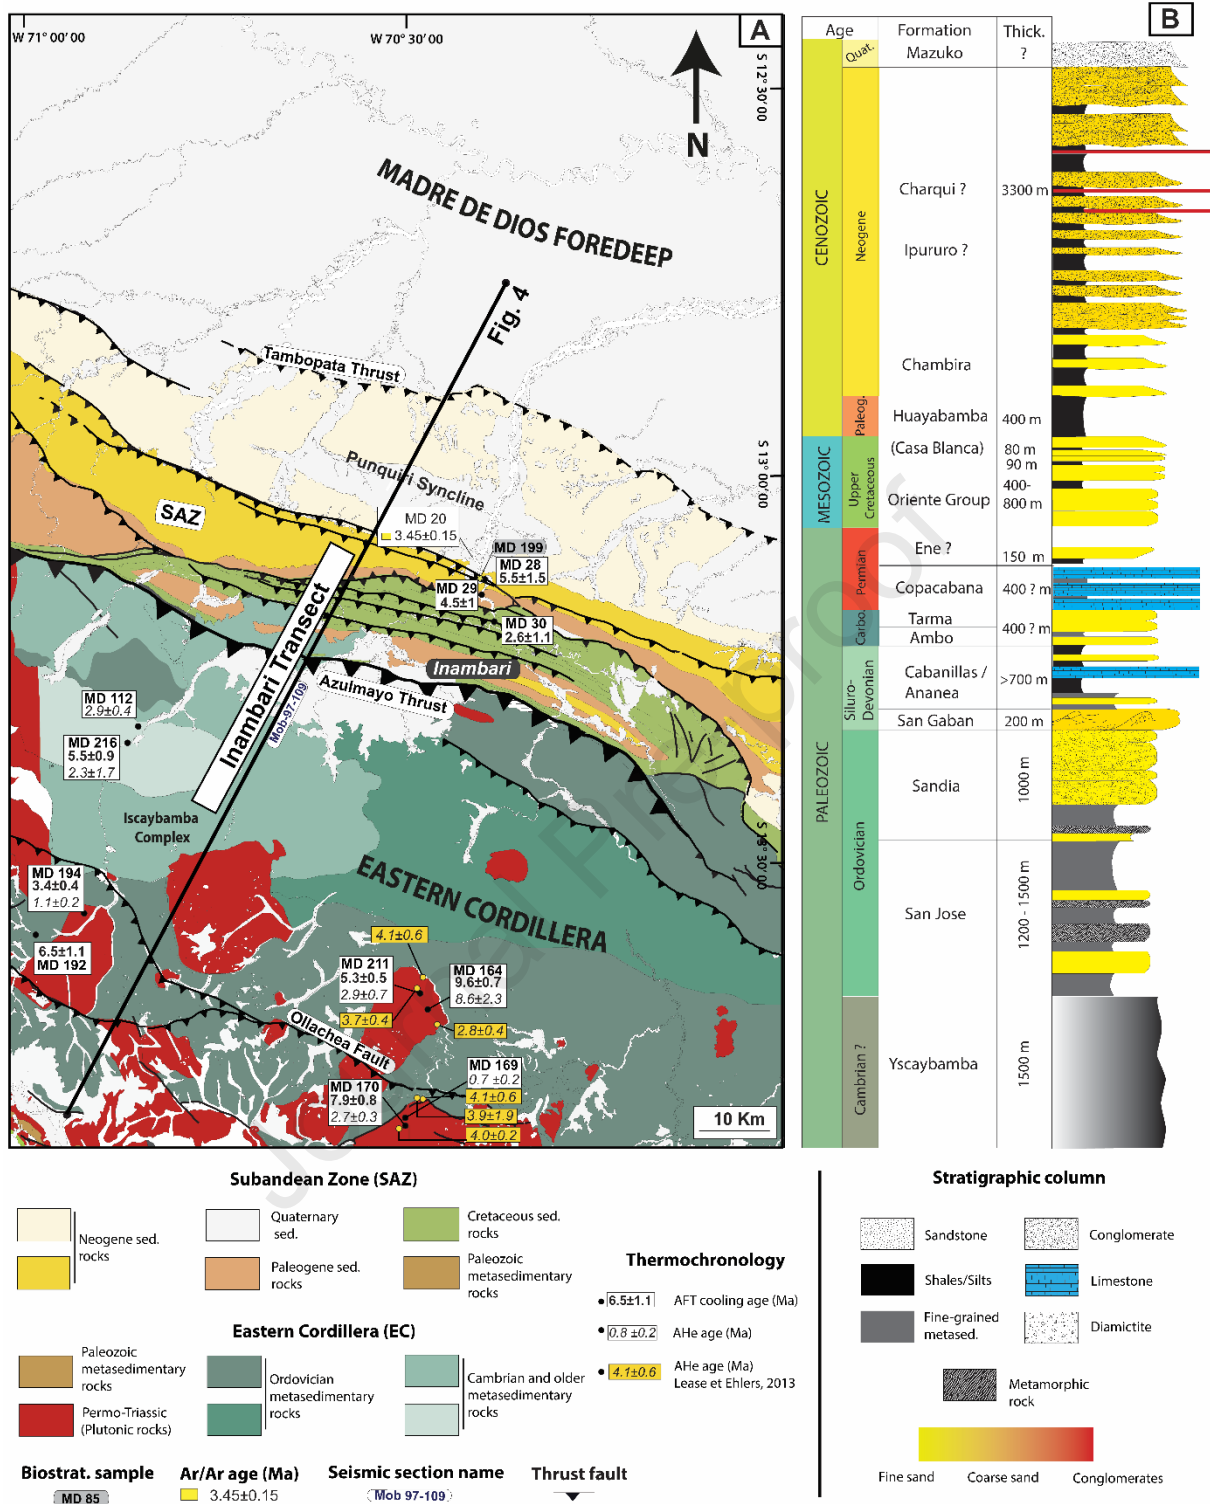 W 71° 00' 00''
W 70° 30' 00''
A
S 12° 30' 00''
N
MADRE DE DIOS FOREDEEP
Fig. 4
Tambopata Thrust
S 13° 00' 00''
Punquiri Syncline
SAZ
MD 20
3.45±0.15
MD 199
MD 28
5.5±1.5
MD 29
4.5±1
MD 30
2.6±1.1
Inambari
Inambari Transect
Mob-97-109
Azulmayo Thrust
MD 112
2.9±0.4
MD 216
5.5±0.9
2.3±1.7
Iscaybamba
Complex
S 13° 30' 00''
EASTERN CORDILLERA
MD 194
3.4±0.4
1.1±0.2
6.5±1.1
MD 192
4.1±0.6
MD 211
5.3±0.5
2.9±0.7
MD 164
9.6±0.7
8.6±2.3
3.7±0.4
2.8±0.4
Ollachea Fault
MD 169
0.7 ±0.2
MD 170
7.9±0.8
2.7±0.3
4.1±0.6
3.9±1.9
4.0±0.2
10 Km
Journal Pre-proof
B
Age
Formation
Thick.
Quat.
Mazuko
?
CENOZOIC
Neogene
Charqui ?
3300 m
Ipururo ?
Chambira
Paleog.
Huayabamba
400 m
MESOZOIC
Upper
Cretaceous
(Casa Blanca)
80 m
90 m
Oriente Group
400-
800 m
PALEOZOIC
Permian
Ene ?
150 m
Copacabana
400 ? m
Carbo.
Tarma
Ambo
400 ? m
Siluro-
Devonian
Cabanillas /
Ananea
>700 m
San Gaban
200 m
Ordovician
Sandia
1000 m
San Jose
1200 - 1500 m
Cambrian ?
Yscaybamba
1500 m
Subandean Zone (SAZ)
Neogene sed.
rocks
Quaternary
sed.
Cretaceous sed.
rocks
Paleogene sed.
rocks
Paleozoic
metasedimentary
rocks
Eastern Cordillera (EC)
Paleozoic
metasedimentary
rocks
Ordovician
metasedimentary
rocks
Cambrian and older
metasedimentary
rocks
Permo-Triassic
(Plutonic rocks)
Thermochronology
6.5±1.1
AFT cooling age (Ma)
0.8 ±0.2
AHe age (Ma)
4.1±0.6
AHe age (Ma)
Lease et Ehlers, 2013
Biostrat. sample
MD 85
Ar/Ar age (Ma)
3.45±0.15
Seismic section name
Mob 97-109
Thrust fault
Stratigraphic column
Sandstone
Conglomerate
Shales/Silts
Limestone
Fine-grained
metased.
Diamictite
Metamorphic
rock
Fine sand
Coarse sand
Conglomerates